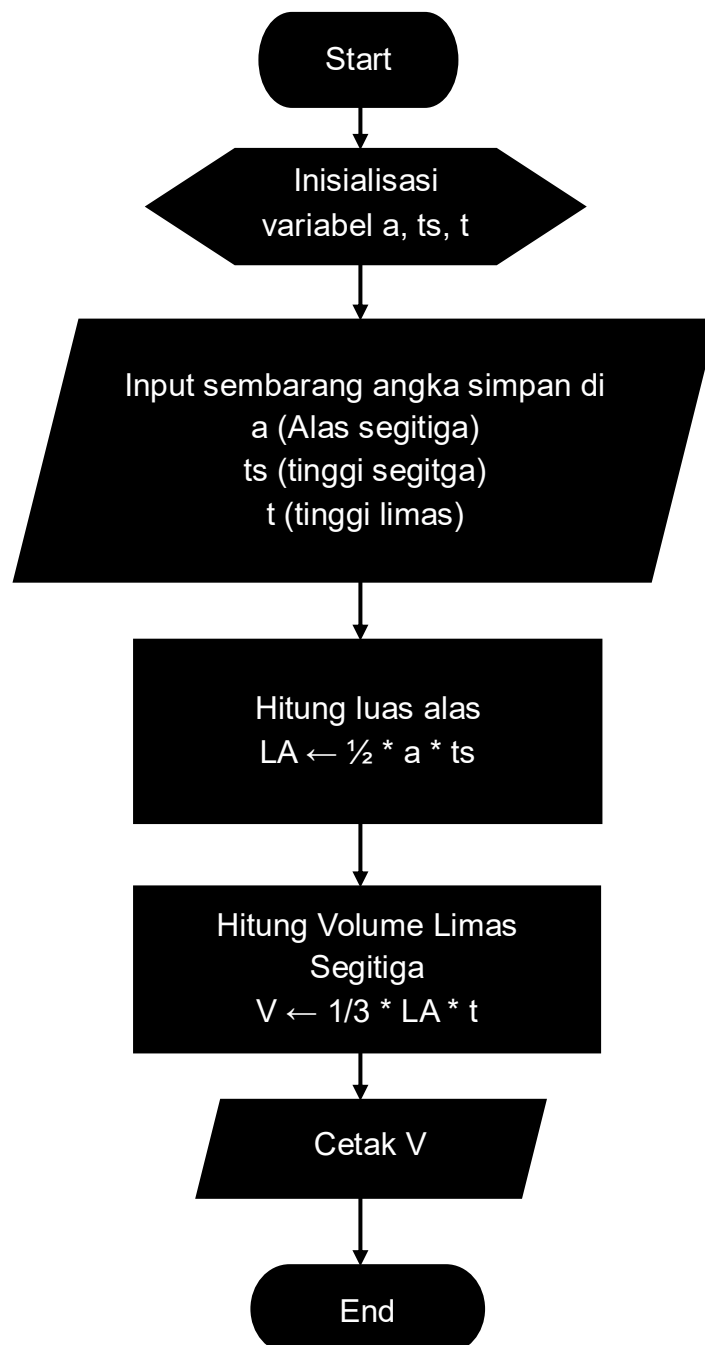 Start
Inisialisasi
variabel a, ts, t
Input sembarang angka simpan di
a (Alas segitiga)
ts (tinggi segitga)
t (tinggi limas)
Hitung luas alas
LA ← ½ * a * ts
Hitung Volume Limas
Segitiga
V ← 1/3 * LA * t
Cetak V
End